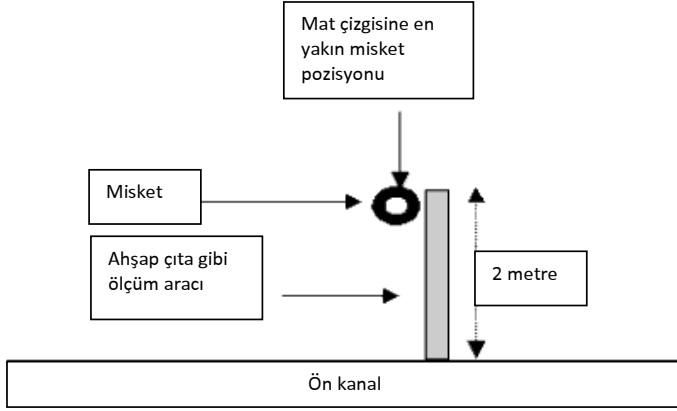 Mat çizgisine en
yakın misket
pozisyonu
Misket
Ahşap çıta gibi
ölçüm aracı
2 metre
Ön kanal